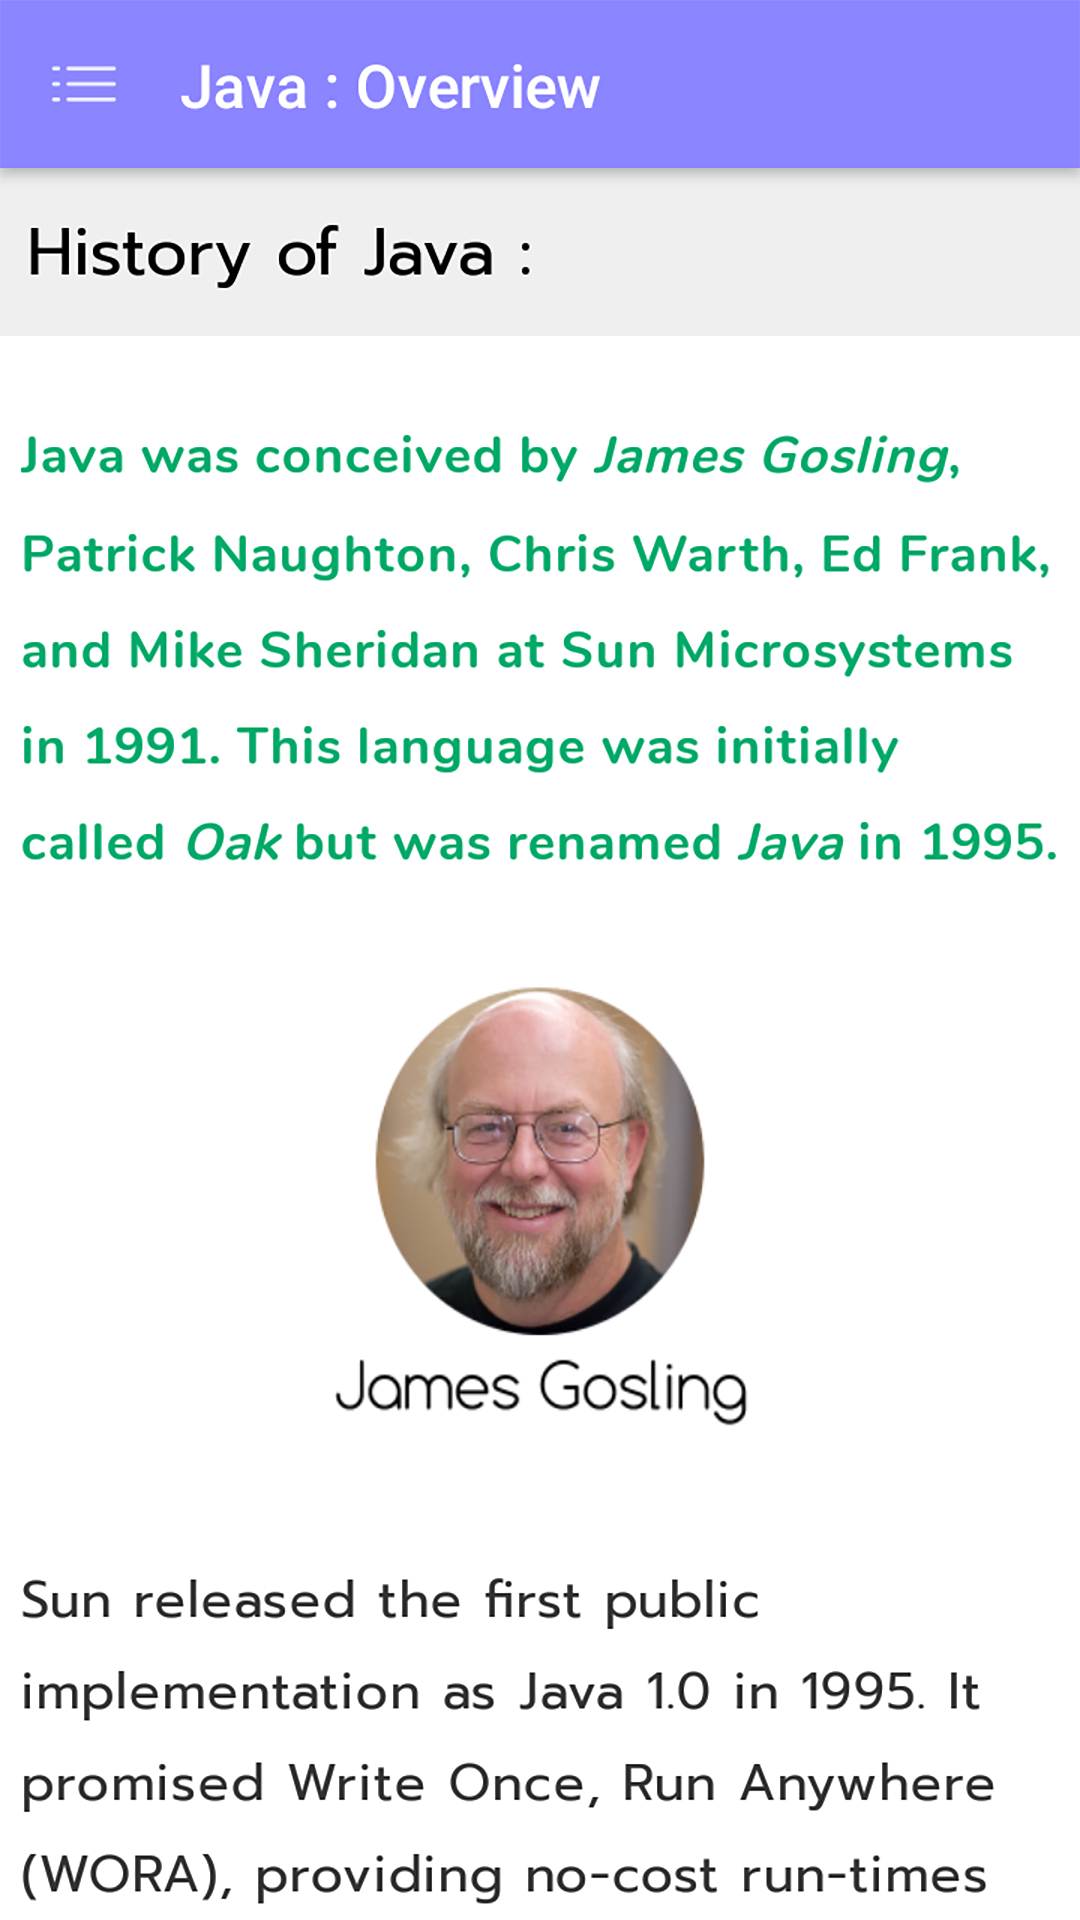 Java : Overview
History of Java :
Java was conceived by James Gosling,
Patrick Naughton, Chris Warth, Ed Frank,
and Mike Sheridan at Sun Microsystems
in 1991. This language was initially
called Oak but was renamed Java in 1995.
James Gosling
Sun released the first public
implementation as Java 1.0 in 1995. It
promised Write Once, Run Anywhere
(WORA), providing no-cost run-times